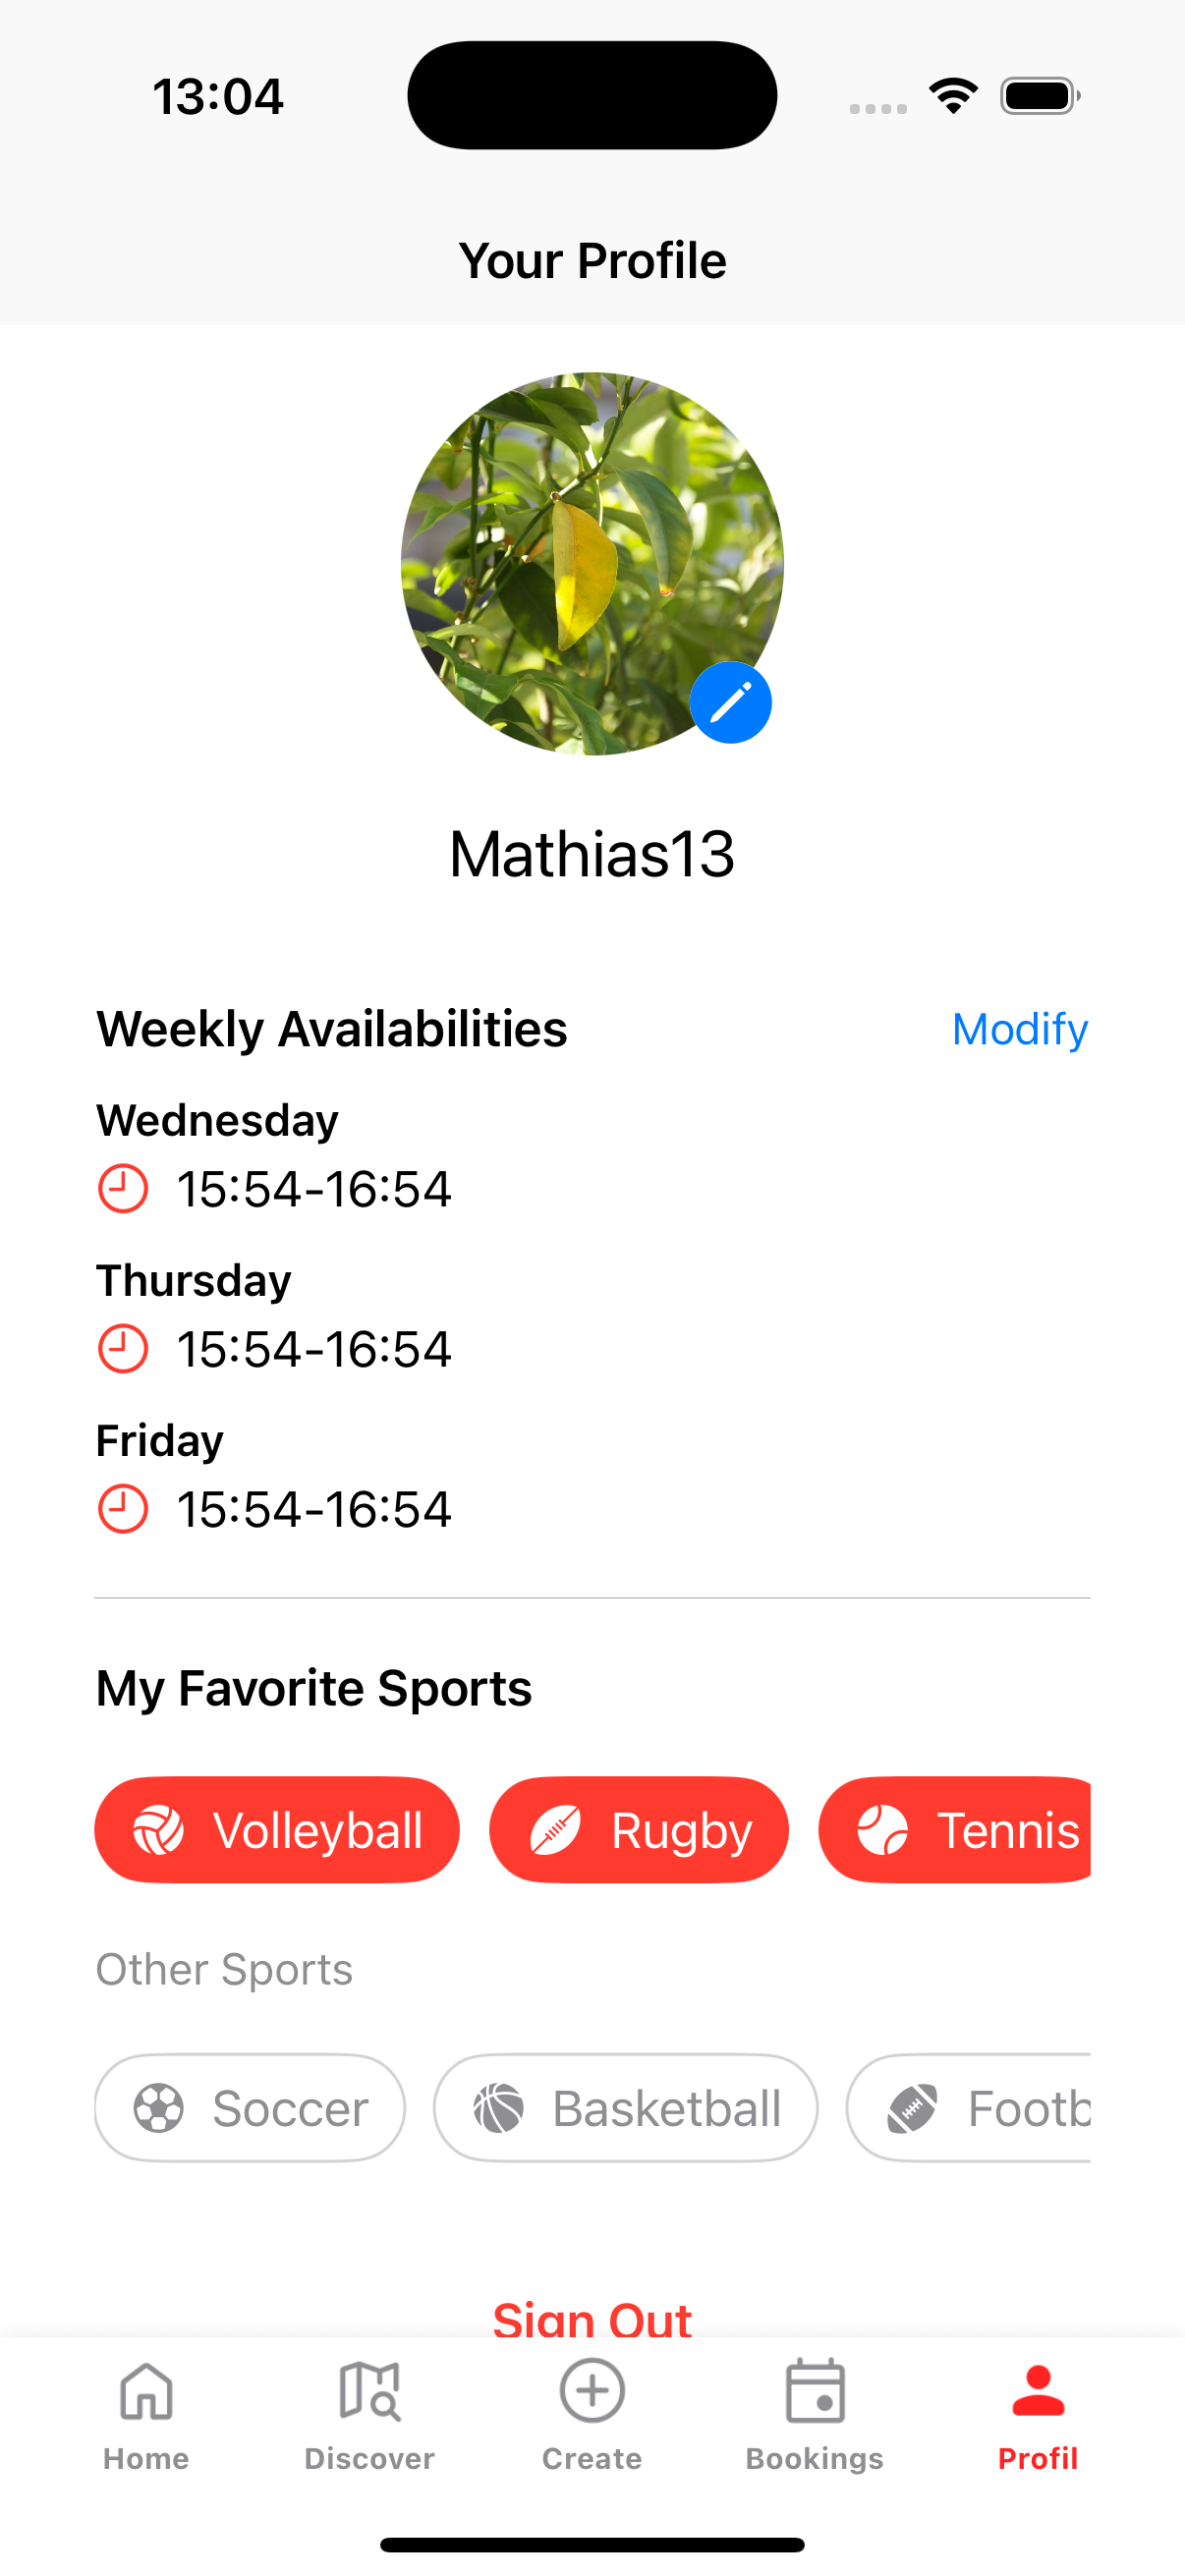 13:04
Your Profile
Mathias13
Weekly Availabilities Modify
Wednesday
15:54-16:54
Thursday
15:54-16:54
Friday
15:54-16:54
My Favorite Sports
Volleyball Rugby Tennis
Other Sports
Soccer Basketball Footb
Sign Out
Home Discover Create Bookings Profil